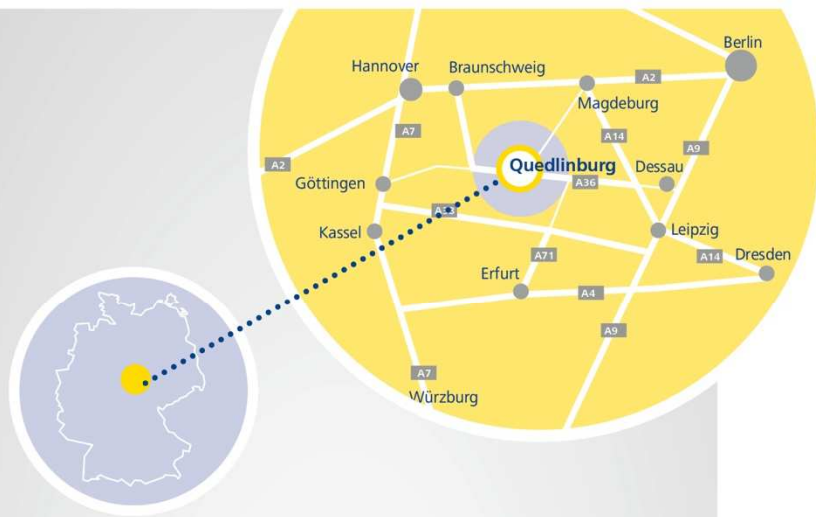 Berlin
Hannover
Braunschweig
A2
Magdeburg
A7
A14
A9
A2
Quedlinburg
Dessau
Göttingen
A36
Kassel
Leipzig
A71
A14
Dresden
Erfurt
A4
A9
A7
Würzburg